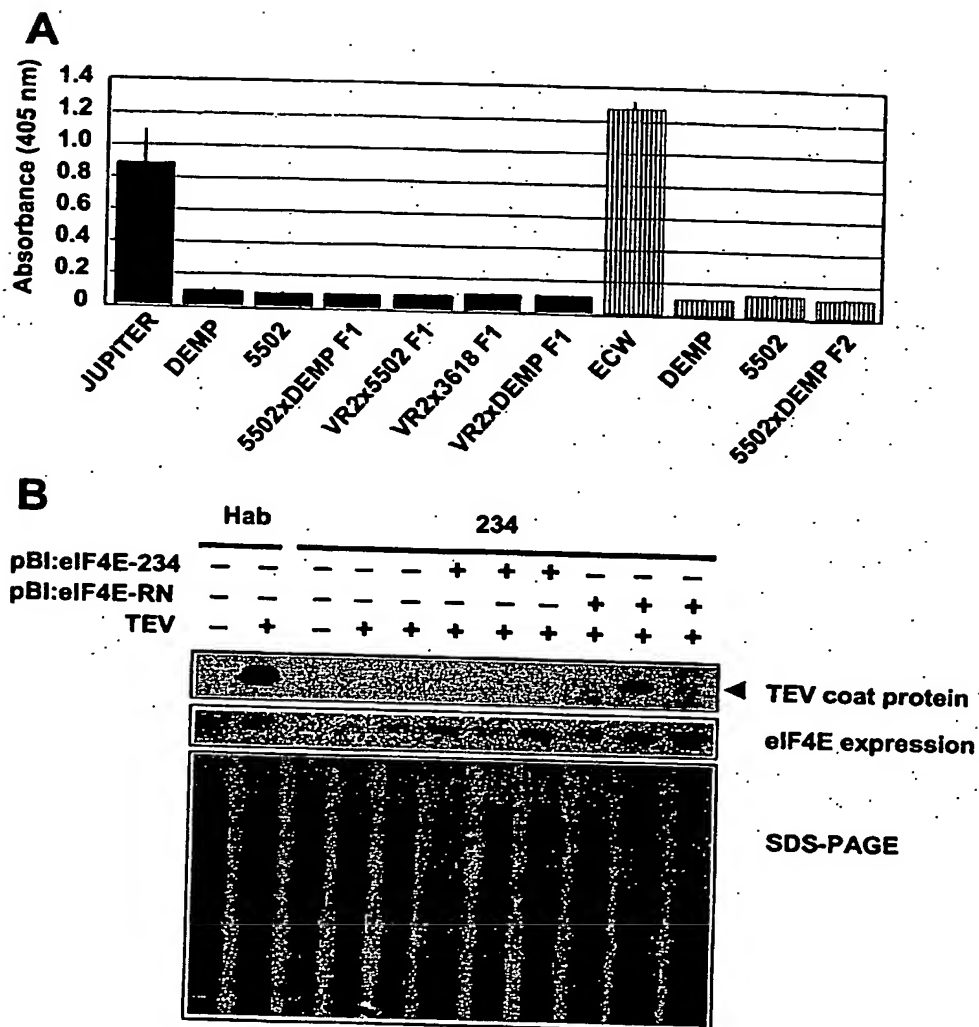 A
Absorbance (405 nm)
1.4
1.2
1.0
0.8
0.6
0.4
0.2
0
JUPITER
DEMP
5502
5502xDEMP F1
VR2x5502 F1
VR2x3618 F1
VR2xDEMP F1
ECW
DEMP
5502
5502xDEMP F2
B
Hab 234
pBI:eIF4E-234 – – – – – + + + – – –
pBI:eIF4E-RN – – – – – – – – + + +
TEV – + – + + + + + + + +
TEV coat protein
eIF4E expression
SDS-PAGE